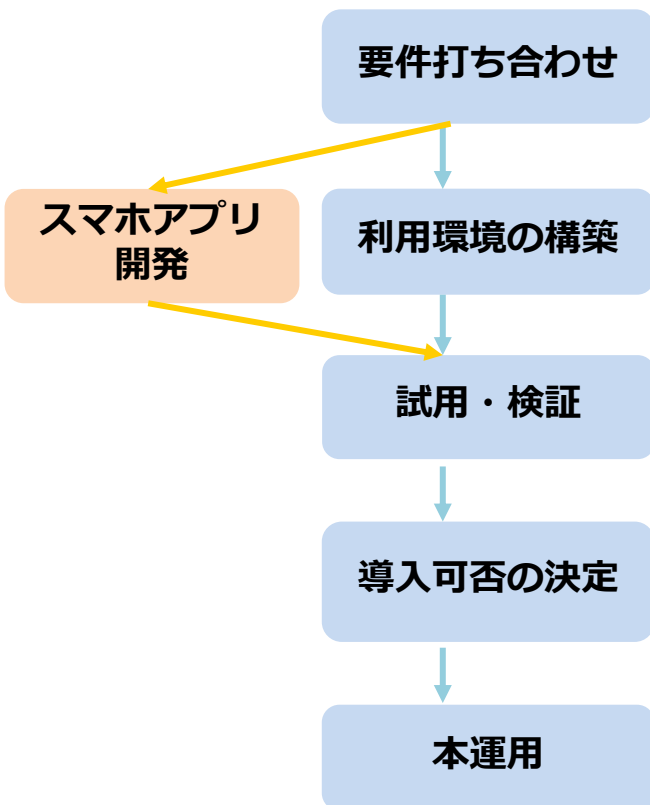 要件打ち合わせ
スマホアプリ
開発
利用環境の構築
試用・検証
導入可否の決定
本運用